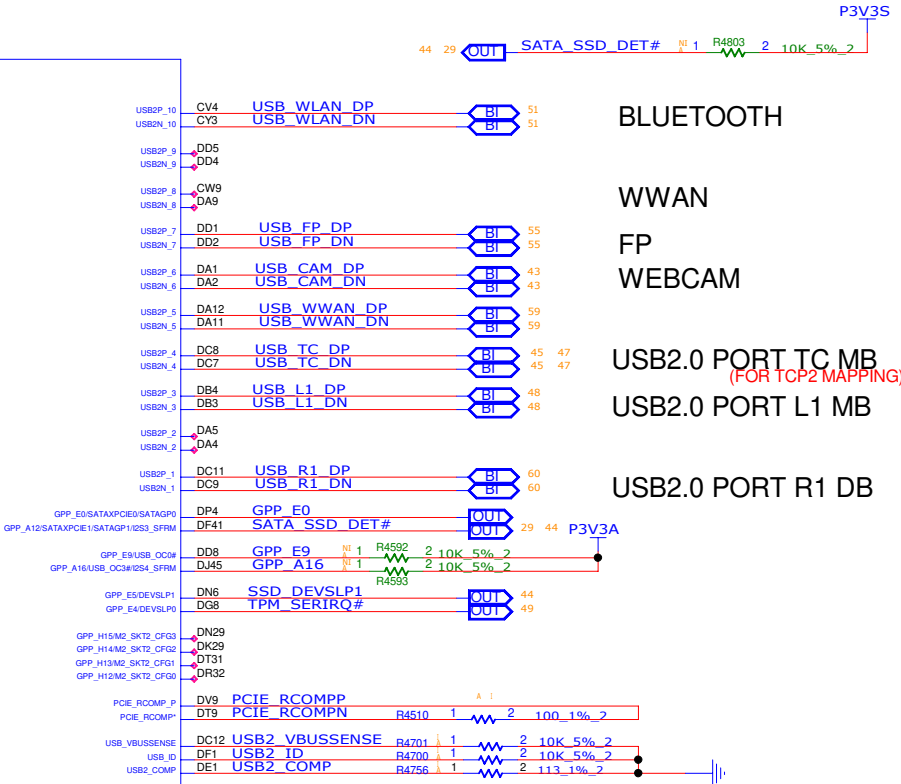 P3V3S
44 29 OUT SATA_SSD_DET# NI 1 R4803 2 10K_5%_2
USB2P_10 CV4 USB_WLAN_DP BI 51
USB2N_10 CY3 USB_WLAN_DN BI 51
BLUETOOTH
USB2P_9 DD5
USB2N_9 DD4
USB2P_8 CW9
USB2N_8 DA9
WWAN
USB2P_7 DD1 USB_FP_DP BI 55
USB2N_7 DD2 USB_FP_DN BI 55
FP
USB2P_6 DA1 USB_CAM_DP BI 43
USB2N_6 DA2 USB_CAM_DN BI 43
WEBCAM
USB2P_5 DA12 USB_WWAN_DP BI 59
USB2N_5 DA11 USB_WWAN_DN BI 59
USB2P_4 DC8 USB_TC_DP BI 45 47
USB2N_4 DC7 USB_TC_DN BI 45 47
USB2.0 PORT TC MB
(FOR TCP2 MAPPING)
USB2P_3 DB4 USB_L1_DP BI 48
USB2N_3 DB3 USB_L1_DN BI 48
USB2.0 PORT L1 MB
USB2P_2 DA5
USB2N_2 DA4
USB2P_1 DC11 USB_R1_DP BI 60
USB2N_1 DC9 USB_R1_DN BI 60
USB2.0 PORT R1 DB
GPP_E0/SATAXPCIE0/SATAGP0 DP4 GPP_E0 OUT
GPP_A12/SATAXPCIE1/SATAGP1/I2S3_SFRM DF41 SATA_SSD_DET# OUT 29 44
P3V3A
GPP_E9/USB_OC0# DD8 GPP_E9 NI 1 R4592 2 10K_5%_2
GPP_A16/USB_OC3#/I2S4_SFRM DJ45 GPP_A16 NI 1 R4593 2 10K_5%_2
GPP_E5/DEVSLP1 DN6 SSD_DEVSLP1 OUT 44
GPP_E4/DEVSLP0 DG8 TPM_SERIRQ# OUT 49
GPP_H15/M2_SKT2_CFG3 DN29
GPP_H14/M2_SKT2_CFG2 DK29
GPP_H13/M2_SKT2_CFG1 DT31
GPP_H12/M2_SKT2_CFG0 DR32
PCIE_RCOMP_P DV9 PCIE_RCOMPP
PCIE_RCOMP* DT9 PCIE_RCOMPN R4510 1 2 100_1%_2
USB_VBUSSENSE DC12 USB2_VBUSSENSE R4701 1 2 10K_5%_2
USB_ID DF1 USB2_ID R4700 1 2 10K_5%_2
USB2_COMP DE1 USB2_COMP R4756 1 2 113_1%_2